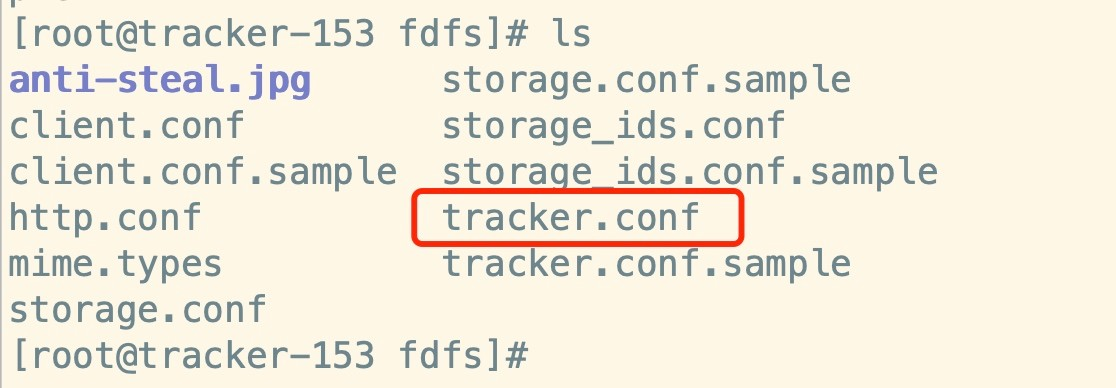 [root@tracker-153 fdfs]# ls
anti-steal.jpg storage.conf.sample
client.conf storage_ids.conf
client.conf.sample storage_ids.conf.sample
http.conf tracker.conf
mime.types tracker.conf.sample
storage.conf
[root@tracker-153 fdfs]#